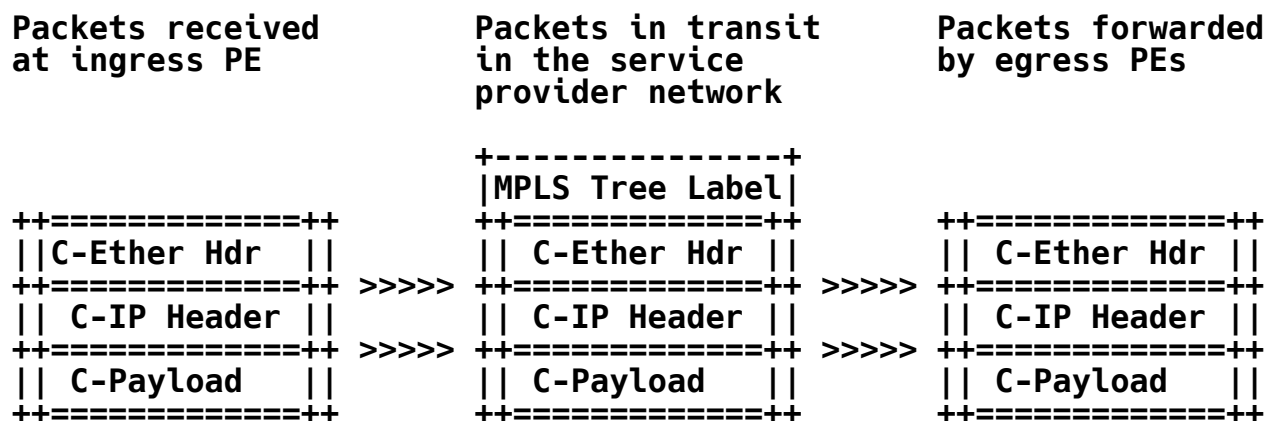 Packets received             Packets in transit      Packets forwarded
at ingress PE                in the service          by egress PEs
                        provider network

                        +---------------+
                        |MPLS Tree Label|
++=============++       ++=============++       ++=============++
||C-Ether Hdr  ||       || C-Ether Hdr ||       || C-Ether Hdr ||
++=============++ >>>>> ++=============++ >>>>> ++=============++
|| C-IP Header ||       || C-IP Header ||       || C-IP Header ||
++=============++ >>>>> ++=============++ >>>>> ++=============++
|| C-Payload   ||       || C-Payload   ||       || C-Payload   ||
++=============++       ++=============++       ++=============++